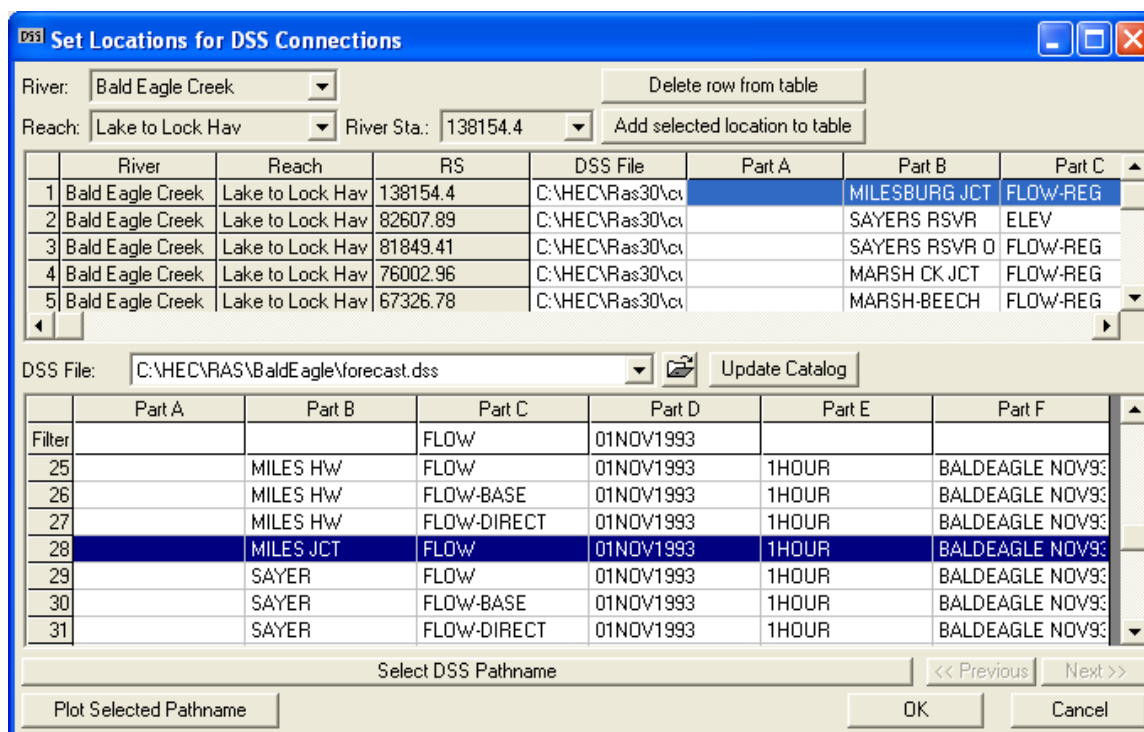 DSS Set Locations for DSS Connections
River: Bald Eagle Creek Delete row from table
Reach: Lake to Lock Hav River Sta.: 138154.4 Add selected location to table
River Reach RS DSS File Part A Part B Part C
1 Bald Eagle Creek Lake to Lock Hav 138154.4 C:\HEC\Ras30\cu MILESBURG JCT FLOW-REG
2 Bald Eagle Creek Lake to Lock Hav 82607.89 C:\HEC\Ras30\cu SAYERS RSVR ELEV
3 Bald Eagle Creek Lake to Lock Hav 81849.41 C:\HEC\Ras30\cu SAYERS RSVR O FLOW-REG
4 Bald Eagle Creek Lake to Lock Hav 76002.96 C:\HEC\Ras30\cu MARSH CK JCT FLOW-REG
5 Bald Eagle Creek Lake to Lock Hav 67326.78 C:\HEC\Ras30\cu MARSH-BEECH FLOW-REG
DSS File: C:\HEC\RAS\BaldEagle\forecast.dss Update Catalog
Part A Part B Part C Part D Part E Part F
Filter FLOW 01NOV1993
25 MILES HW FLOW 01NOV1993 1HOUR BALDEAGLE NOV93
26 MILES HW FLOW-BASE 01NOV1993 1HOUR BALDEAGLE NOV93
27 MILES HW FLOW-DIRECT 01NOV1993 1HOUR BALDEAGLE NOV93
28 MILES JCT FLOW 01NOV1993 1HOUR BALDEAGLE NOV93
29 SAYER FLOW 01NOV1993 1HOUR BALDEAGLE NOV93
30 SAYER FLOW-BASE 01NOV1993 1HOUR BALDEAGLE NOV93
31 SAYER FLOW-DIRECT 01NOV1993 1HOUR BALDEAGLE NOV93
Select DSS Pathname << Previous Next >>
Plot Selected Pathname OK Cancel